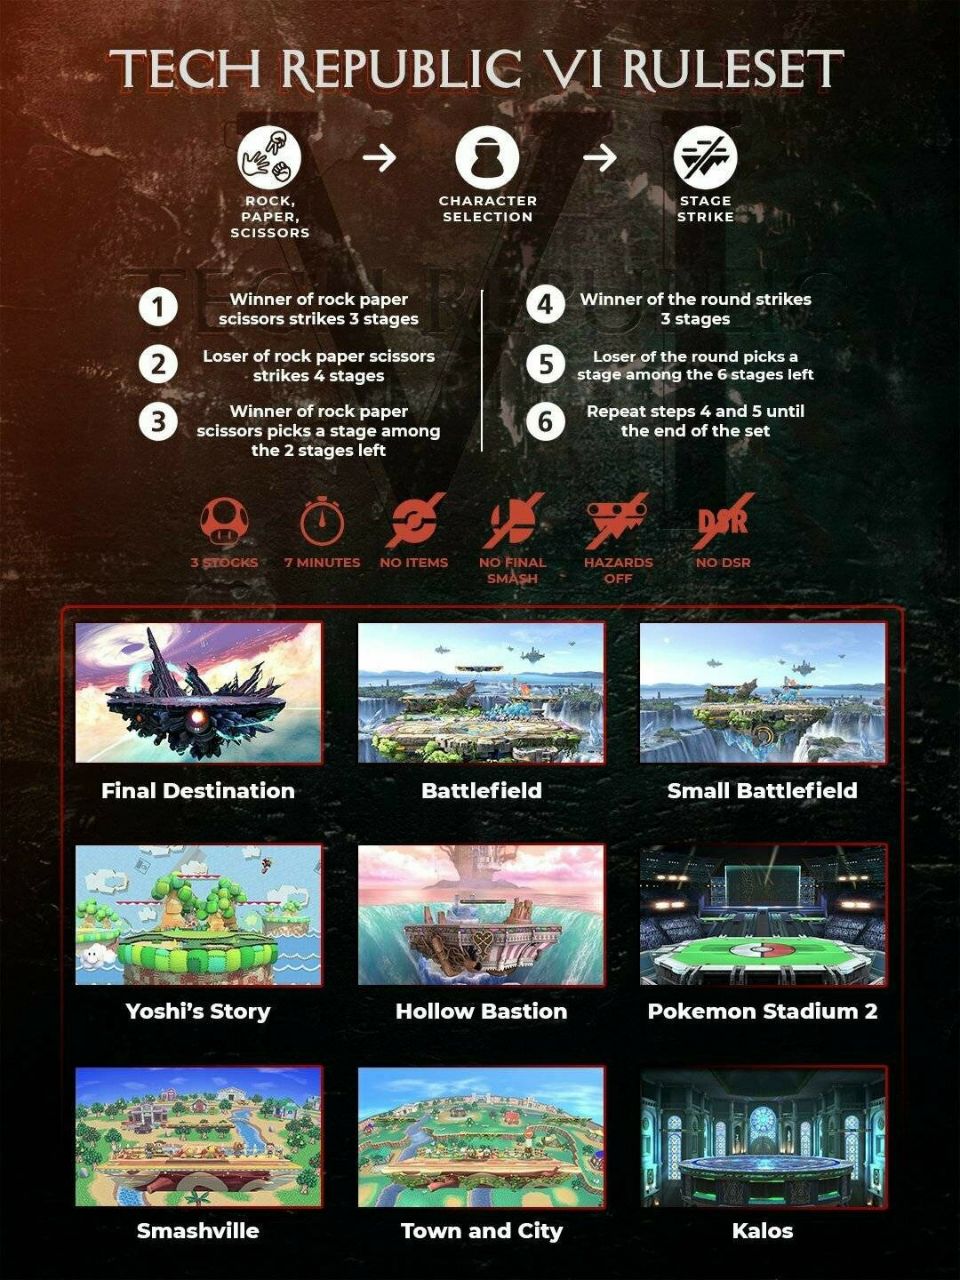 TECH REPUBLIC VI RULESET
ROCK,
PAPER,
SCISSORS
CHARACTER
SELECTION
STAGE
STRIKE
1
Winner of rock paper
scissors strikes 3 stages
2
Loser of rock paper scissors
strikes 4 stages
3
Winner of rock paper
scissors picks a stage among
the 2 stages left
4
Winner of the round strikes
3 stages
5
Loser of the round picks a
stage among the 6 stages left
6
Repeat steps 4 and 5 until
the end of the set
VI
TECH REPUBLIC
DSR
3 STOCKS
7 MINUTES
NO ITEMS
NO FINAL
SMASH
HAZARDS
OFF
NO DSR
Final Destination
Battlefield
Small Battlefield
Yoshi's Story
Hollow Bastion
Pokemon Stadium 2
Smashville
Town and City
Kalos